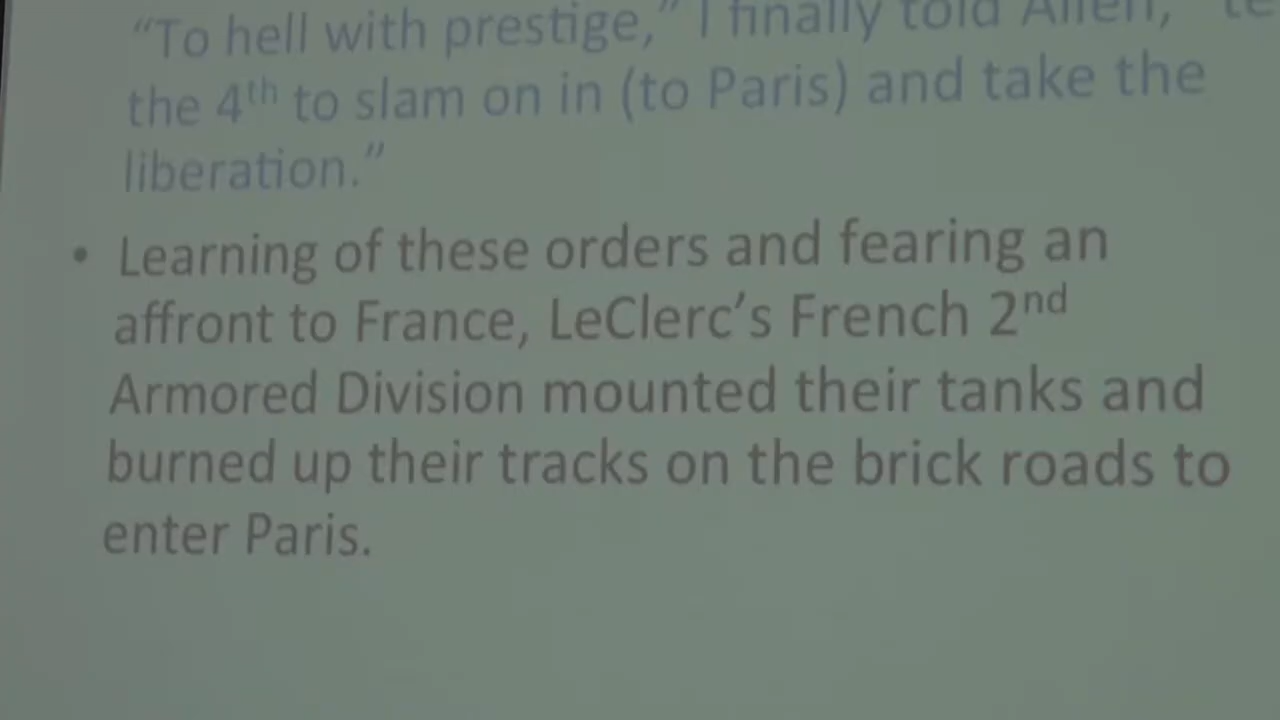 “To hell with prestige,” I finally told Allen, “te
the 4th to slam on in (to Paris) and take the
liberation.”
• Learning of these orders and fearing an
affront to France, LeClerc’s French 2nd
Armored Division mounted their tanks and
burned up their tracks on the brick roads to
enter Paris.